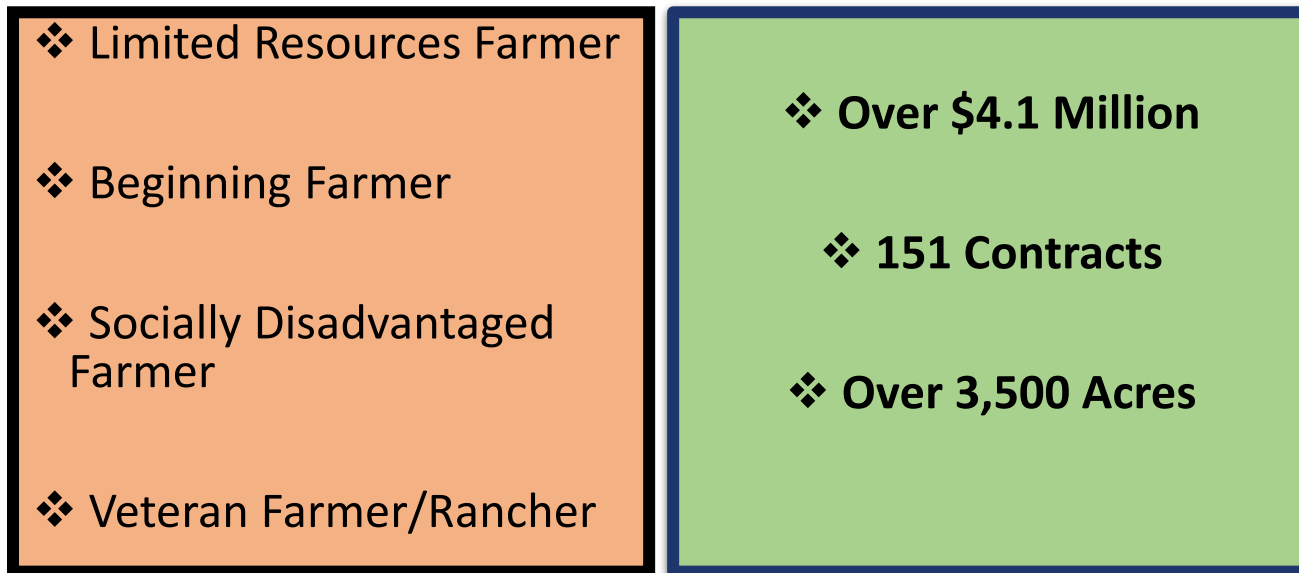 ❖ Limited Resources Farmer
❖ Beginning Farmer
❖ Socially Disadvantaged
Farmer
❖ Veteran Farmer/Rancher
❖ Over $4.1 Million
❖ 151 Contracts
❖ Over 3,500 Acres